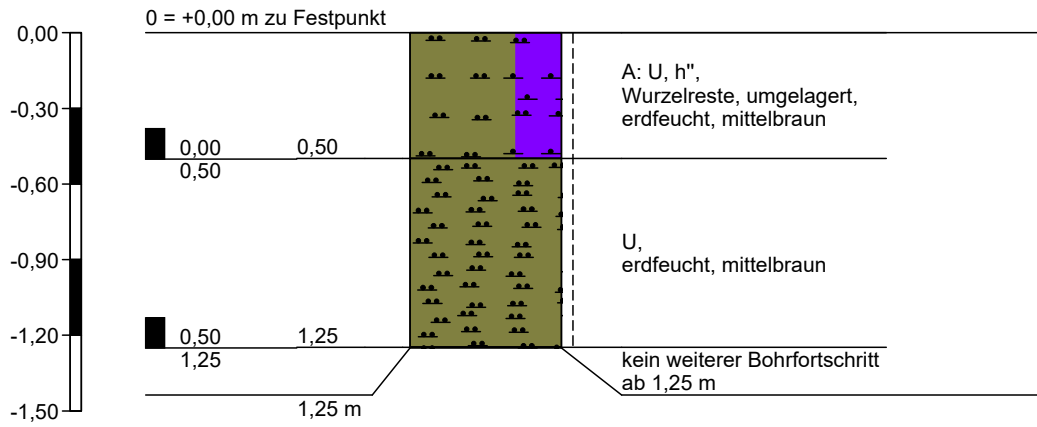 0 = +0,00 m zu Festpunkt
0,00
-0,30
-0,60
-0,90
-1,20
-1,50
0,00
0,50
0,50
A: U, h",
Wurzelreste, umgelagert,
erdfeucht, mittelbraun
0,50
1,25
1,25
U,
erdfeucht, mittelbraun
kein weiterer Bohrfortschritt
ab 1,25 m
1,25 m